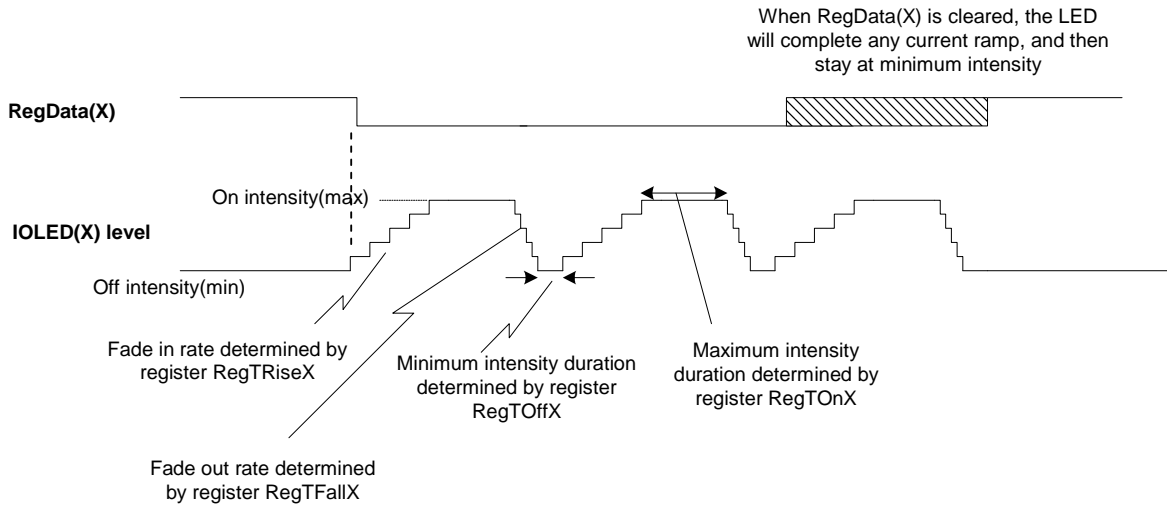 When RegData(X) is cleared, the LED
will complete any current ramp, and then
stay at minimum intensity
RegData(X)
On intensity(max)
IOLED(X) level
Off intensity(min)
Fade in rate determined by
register RegTRiseX
Minimum intensity duration
determined by register
RegTOffX
Maximum intensity
duration determined by
register RegTOnX
Fade out rate determined
by register RegTFallX